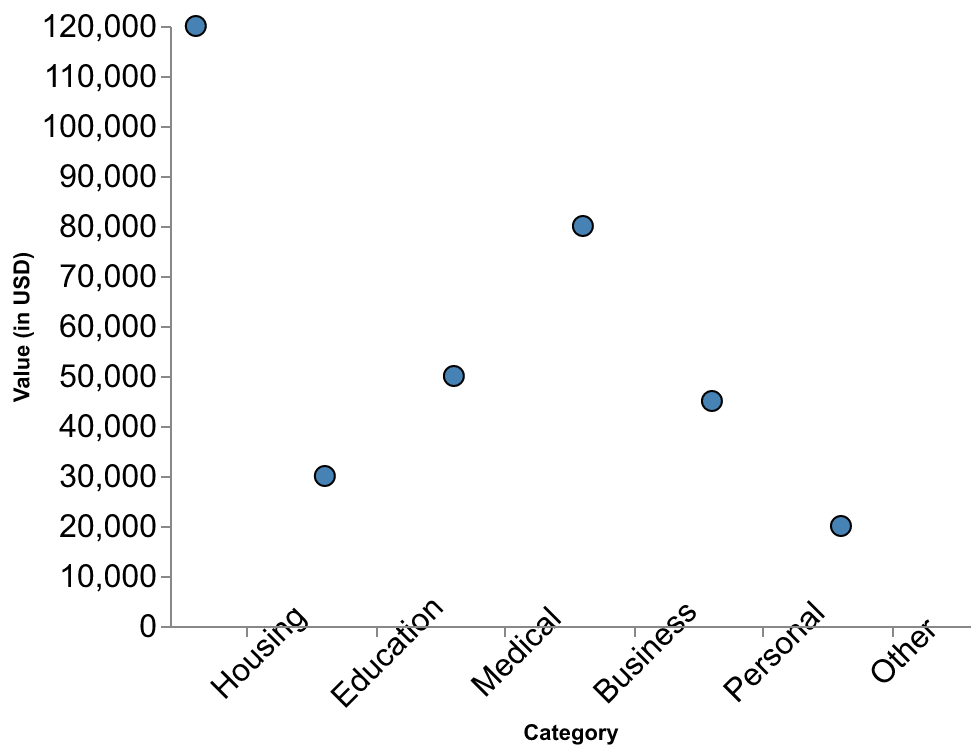 120,000
110,000
100,000
90,000
80,000
70,000
60,000
50,000
40,000
30,000
20,000
10,000
0
Value (in USD)
Housing
Education
Medical
Business
Personal
Other
Category